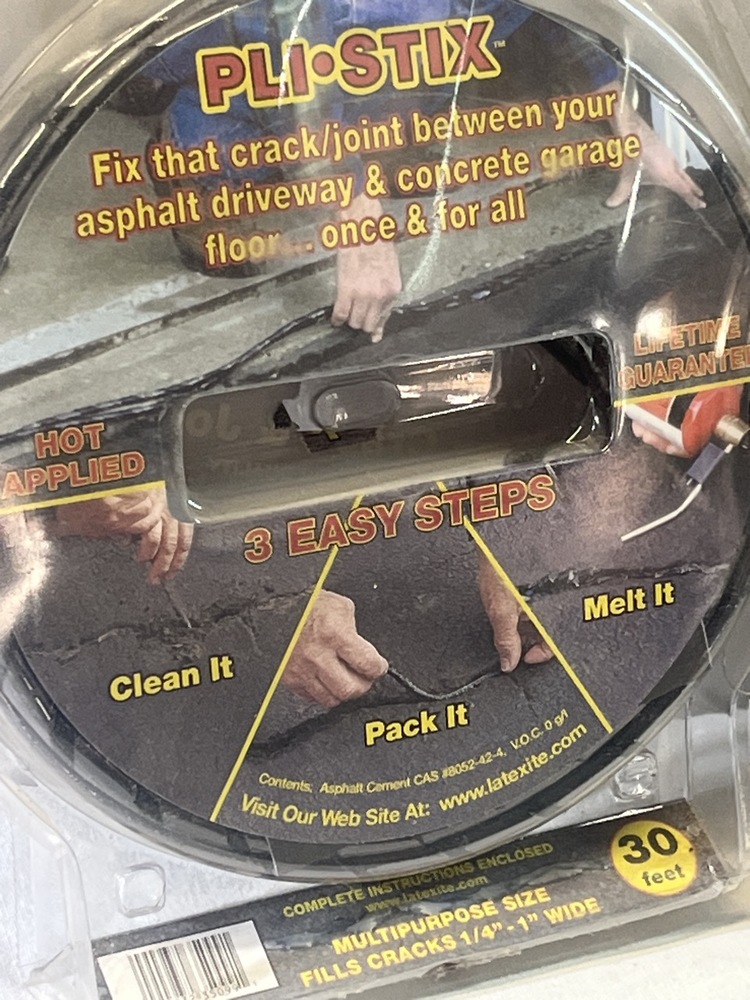 PLI•STIX™
Fix that crack/joint between your
asphalt driveway & concrete garage
floor... once & for all
LIFETIME
GUARANTEE
HOT
APPLIED
3 EASY STEPS
Clean It
Pack It
Melt It
Contents: Asphalt Cement CAS #8052-42-4, V.O.C. 0 g/l
Visit Our Web Site At: www.latexite.com
30
feet
COMPLETE INSTRUCTIONS ENCLOSED
www.latexite.com
MULTIPURPOSE SIZE
FILLS CRACKS 1/4" - 1" WIDE